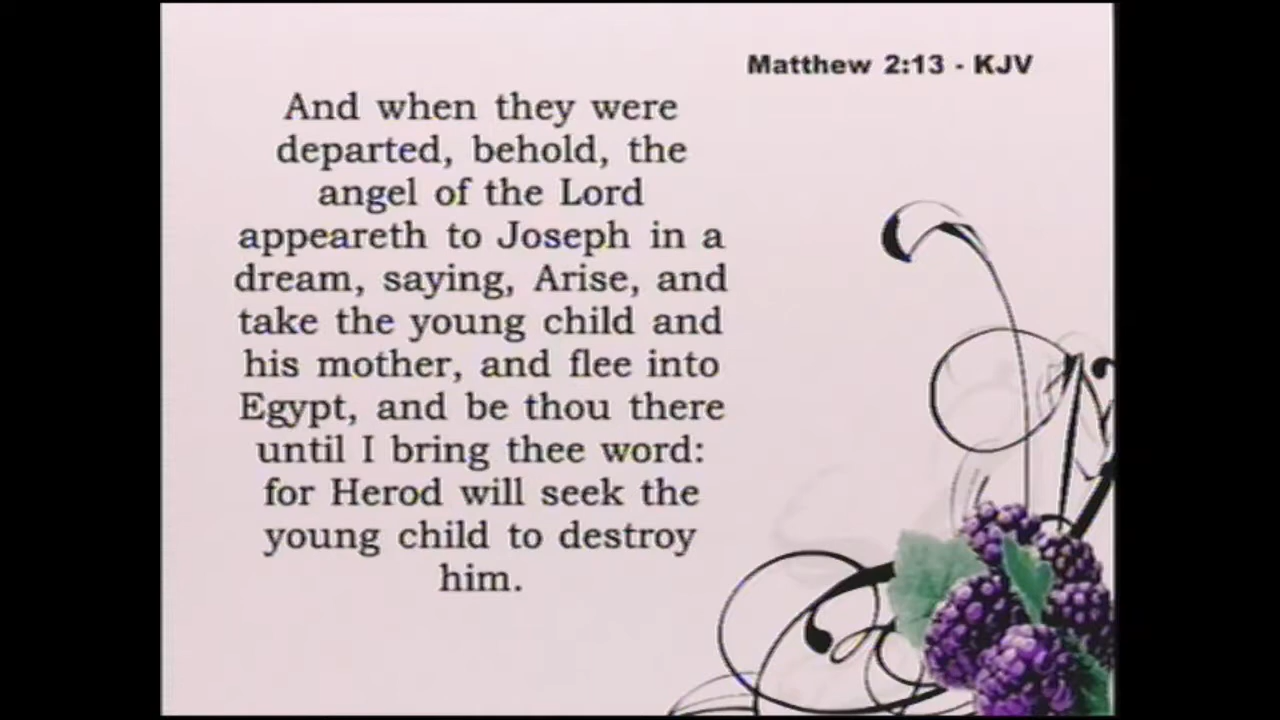 Matthew 2:13 - KJV
And when they were
departed, behold, the
angel of the Lord
appeareth to Joseph in a
dream, saying, Arise, and
take the young child and
his mother, and flee into
Egypt, and be thou there
until I bring thee word:
for Herod will seek the
young child to destroy
him.